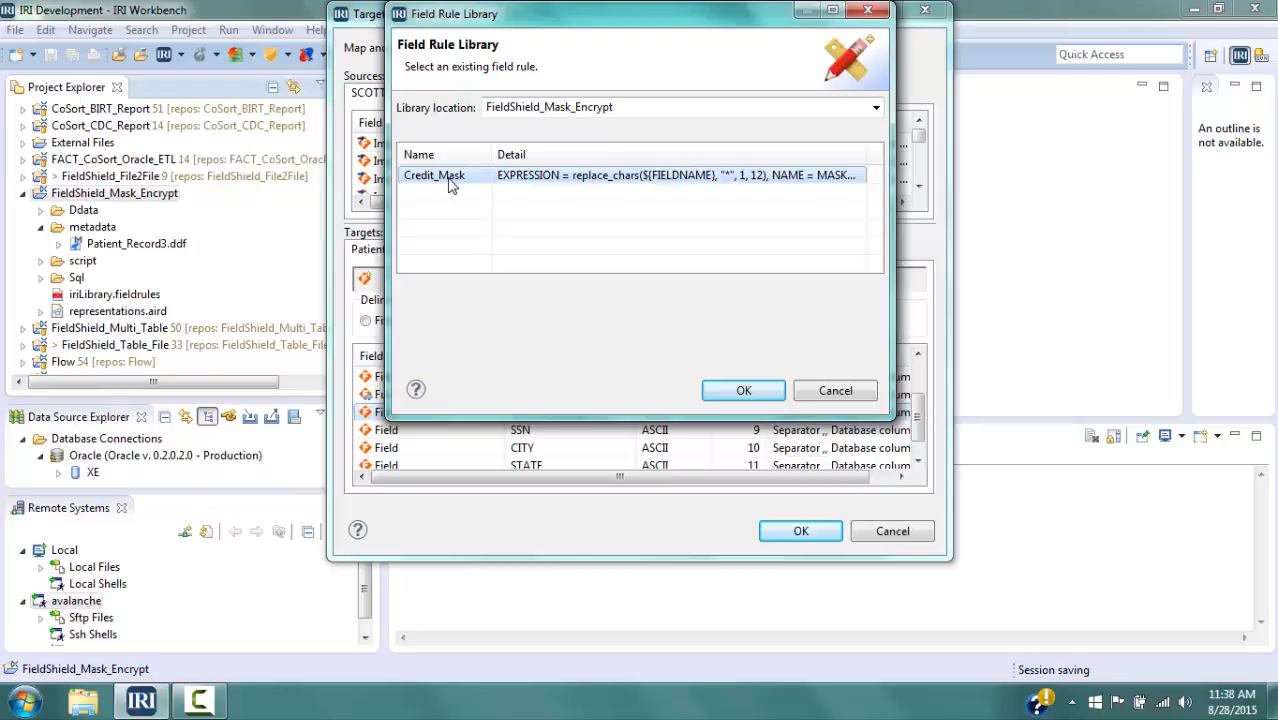 IRI Development - IRI Workbench
File Edit Navigate Search Project Run Window Help
Quick Access
Project Explorer
CoSort_BIRT_Report 51 [repos: CoSort_BIRT_Report]
CoSort_CDC_Report 14 [repos: CoSort_CDC_Report]
External Files
FACT_CoSort_Oracle_ETL 14 [repos: FACT_CoSort_Orac
> FieldShield_File2File 9 [repos: FieldShield_File2File]
FieldShield_Mask_Encrypt
Ddata
metadata
Patient_Record3.ddf
script
Sql
iriLibrary.fieldrules
representations.aird
FieldShield_Multi_Table 50 [repos: FieldShield_Multi_Ta
> FieldShield_Table_File 33 [repos: FieldShield_Table_File
Flow 54 [repos: Flow]
Data Source Explorer
Database Connections
Oracle (Oracle v. 0.2.0.2.0 - Production)
XE
Remote Systems
Local
Local Files
Local Shells
avalanche
Sftp Files
Ssh Shells
FieldShield_Mask_Encrypt
Map and
Sources
SCOTT
Field
Targets:
Patient
Field
Field Rule Library
Field Rule Library
Select an existing field rule.
Library location: FieldShield_Mask_Encrypt
Name Detail
Credit_Mask EXPRESSION = replace_chars(${FIELDNAME}, "*", 1, 12), NAME = MASK...
OK Cancel
Field SSN ASCII 9 Separator ,, Database colum
Field CITY ASCII 10 Separator ,, Database colum
Field STATE ASCII 11 Separator ,, Database colum
OK Cancel
An outline is
not available.
Session saving
11:38 AM
8/28/2015